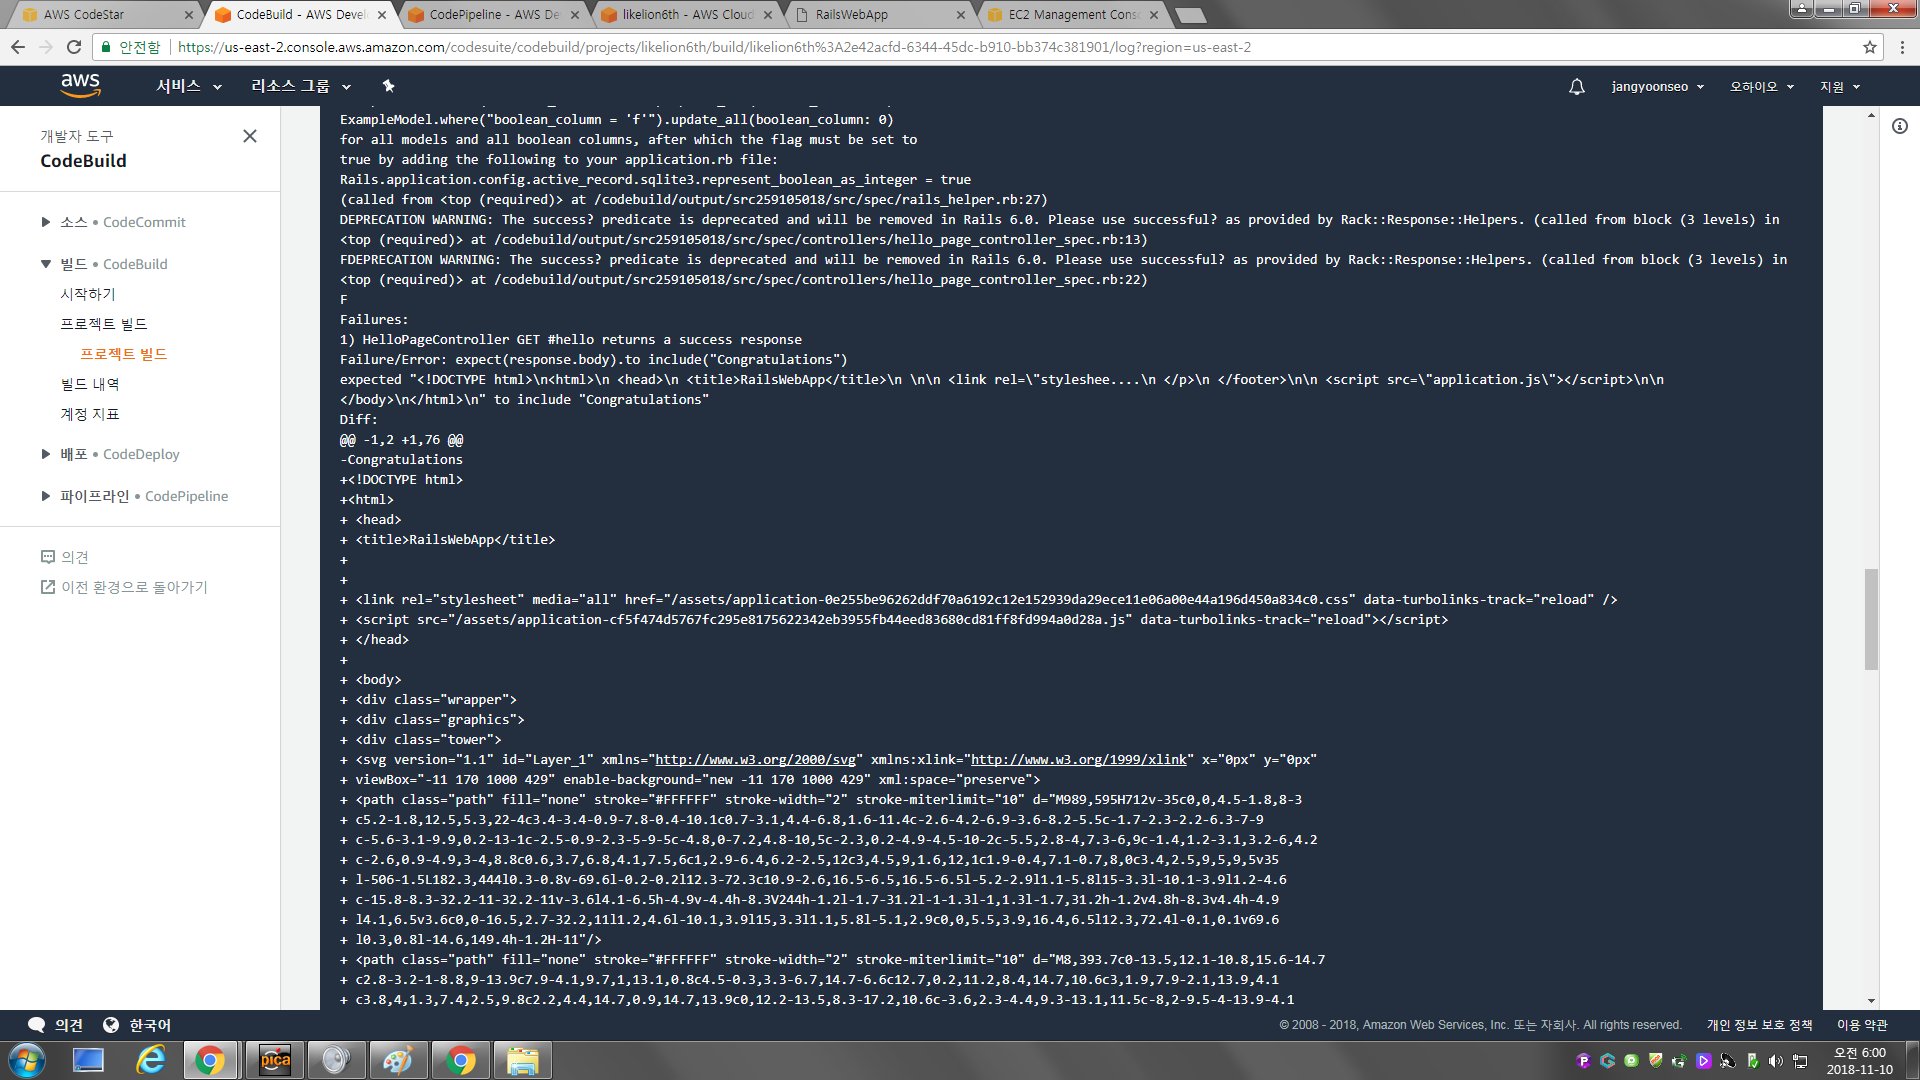 AWS CodeStar
CodeBuild - AWS Devel
CodePipeline - AWS De
likelion6th - AWS Cloud
RailsWebApp
EC2 Management Conso
안전함
https://us-east-2.console.aws.amazon.com/codesuite/codebuild/projects/likelion6th/build/likelion6th%3A2e42acfd-6344-45dc-b910-bb374c381901/log?region=us-east-2
aws
서비스
리소스 그룹
jangyoonseo
오하이오
지원
개발자 도구
CodeBuild
소스 • CodeCommit
빌드 • CodeBuild
시작하기
프로젝트 빌드
프로젝트 빌드
빌드 내역
계정 지표
배포 • CodeDeploy
파이프라인 • CodePipeline
의견
이전 환경으로 돌아가기
ExampleModel.where("boolean_column = 'f'").update_all(boolean_column: 0)
for all models and all boolean columns, after which the flag must be set to
true by adding the following to your application.rb file:
Rails.application.config.active_record.sqlite3.represent_boolean_as_integer = true
(called from <top (required)> at /codebuild/output/src259105018/src/spec/rails_helper.rb:27)
DEPRECATION WARNING: The success? predicate is deprecated and will be removed in Rails 6.0. Please use successful? as provided by Rack::Response::Helpers. (called from block (3 levels) in
<top (required)> at /codebuild/output/src259105018/src/spec/controllers/hello_page_controller_spec.rb:13)
FDEPRECATION WARNING: The success? predicate is deprecated and will be removed in Rails 6.0. Please use successful? as provided by Rack::Response::Helpers. (called from block (3 levels) in
<top (required)> at /codebuild/output/src259105018/src/spec/controllers/hello_page_controller_spec.rb:22)
F
Failures:
1) HelloPageController GET #hello returns a success response
Failure/Error: expect(response.body).to include("Congratulations")
expected "<!DOCTYPE html>\n<html>\n <head>\n <title>RailsWebApp</title>\n \n\n <link rel=\"styleshee....\n </p>\n </footer>\n\n <script src=\"application.js\"></script>\n\n
</body>\n</html>\n" to include "Congratulations"
Diff:
@@ -1,2 +1,76 @@
-Congratulations
+<!DOCTYPE html>
+<html>
+ <head>
+ <title>RailsWebApp</title>
+
+
+ <link rel="stylesheet" media="all" href="/assets/application-0e255be96262ddf70a6192c12e152939da29ece11e06a00e44a196d450a834c0.css" data-turbolinks-track="reload" />
+ <script src="/assets/application-cf5f474d5767fc295e8175622342eb3955fb44eed83680cd81ff8fd994a0d28a.js" data-turbolinks-track="reload"></script>
+ </head>
+
+ <body>
+ <div class="wrapper">
+ <div class="graphics">
+ <div class="tower">
+ <svg version="1.1" id="Layer_1" xmlns="http://www.w3.org/2000/svg" xmlns:xlink="http://www.w3.org/1999/xlink" x="0px" y="0px"
+ viewBox="-11 170 1000 429" enable-background="new -11 170 1000 429" xml:space="preserve">
+ <path class="path" fill="none" stroke="#FFFFFF" stroke-width="2" stroke-miterlimit="10" d="M989,595H712v-35c0,0,4.5-1.8,8-3
+ c5.2-1.8,12.5,5.3,22-4c3.4-3.4-0.9-7.8-0.4-10.1c0.7-3.1,4.4-6.8,1.6-11.4c-2.6-4.2-6.9-3.6-8.2-5.5c-1.7-2.3-2.2-6.3-7-9
+ c-5.6-3.1-9.9,0.2-13-1c-2.5-0.9-2.3-5-9-5c-4.8,0-7.2,4.8-10,5c-2.3,0.2-4.9-4.5-10-2c-5.5,2.8-4,7.3-6,9c-1.4,1.2-3.1,3.2-6,4.2
+ c-2.6,0.9-4.9,3-4,8.8c0.6,3.7,6.8,4.1,7.5,6c1,2.9-6.4,6.2-2.5,12c3,4.5,9,1.6,12,1c1.9-0.4,7.1-0.7,8,0c3.4,2.5,9,5,9,5v35
+ l-506-1.5L182.3,444l0.3-0.8v-69.6l-0.2-0.2l12.3-72.3c10.9-2.6,16.5-6.5,16.5-6.5l-5.2-2.9l1.1-5.8l15-3.3l-10.1-3.9l1.2-4.6
+ c-15.8-8.3-32.2-11-32.2-11v-3.6l4.1-6.5h-4.9v-4.4h-8.3V244h-1.2l-1.7-31.2l-1-1.3l-1,1.3l-1.7,31.2h-1.2v4.8h-8.3v4.4h-4.9
+ l4.1,6.5v3.6c0,0-16.5,2.7-32.2,11l1.2,4.6l-10.1,3.9l15,3.3l1.1,5.8l-5.1,2.9c0,0,5.5,3.9,16.4,6.5l12.3,72.4l-0.1,0.1v69.6
+ l0.3,0.8l-14.6,149.4h-1.2H-11"/>
+ <path class="path" fill="none" stroke="#FFFFFF" stroke-width="2" stroke-miterlimit="10" d="M8,393.7c0-13.5,12.1-10.8,15.6-14.7
+ c2.8-3.2-1-8.8,9-13.9c7.9-4.1,9.7,1,13.1,0.8c4.5-0.3,3.3-6.7,14.7-6.6c12.7,0.2,11.2,8.4,14.7,10.6c3,1.9,7.9-2.1,13.9,4.1
+ c3.8,4,1.3,7.4,2.5,9.8c2.2,4.4,14.7,0.9,14.7,13.9c0,12.2-13.5,8.3-17.2,10.6c-3.6,2.3-4.4,9.3-13.1,11.5c-8,2-9.5-4-13.9-4.1
의견
한국어
© 2008 - 2018, Amazon Web Services, Inc. 또는 자회사. All rights reserved.
개인 정보 보호 정책
이용 약관
pica
오전 6:00
2018-11-10